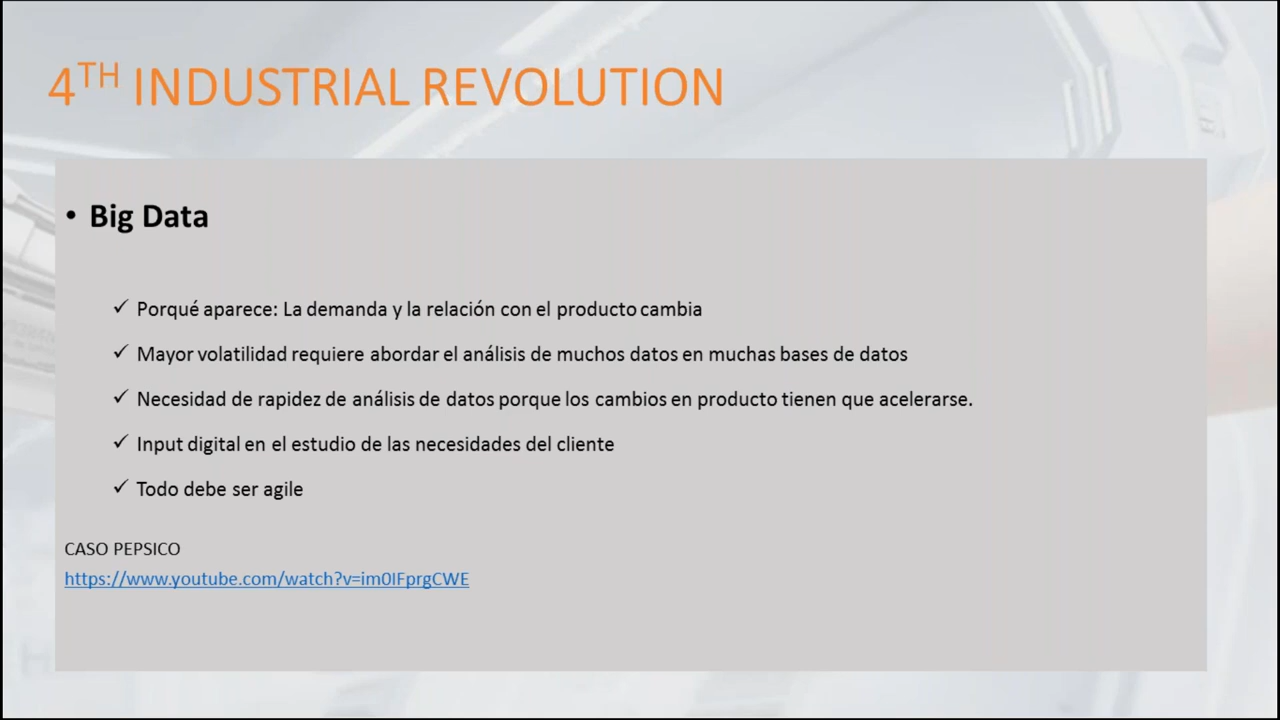 4TH INDUSTRIAL REVOLUTION
• Big Data
✓ Porqué aparece: La demanda y la relación con el producto cambia
✓ Mayor volatilidad requiere abordar el análisis de muchos datos en muchas bases de datos
✓ Necesidad de rapidez de análisis de datos porque los cambios en producto tienen que acelerarse.
✓ Input digital en el estudio de las necesidades del cliente
✓ Todo debe ser agile
CASO PEPSICO
https://www.youtube.com/watch?v=im0IFprgCWE